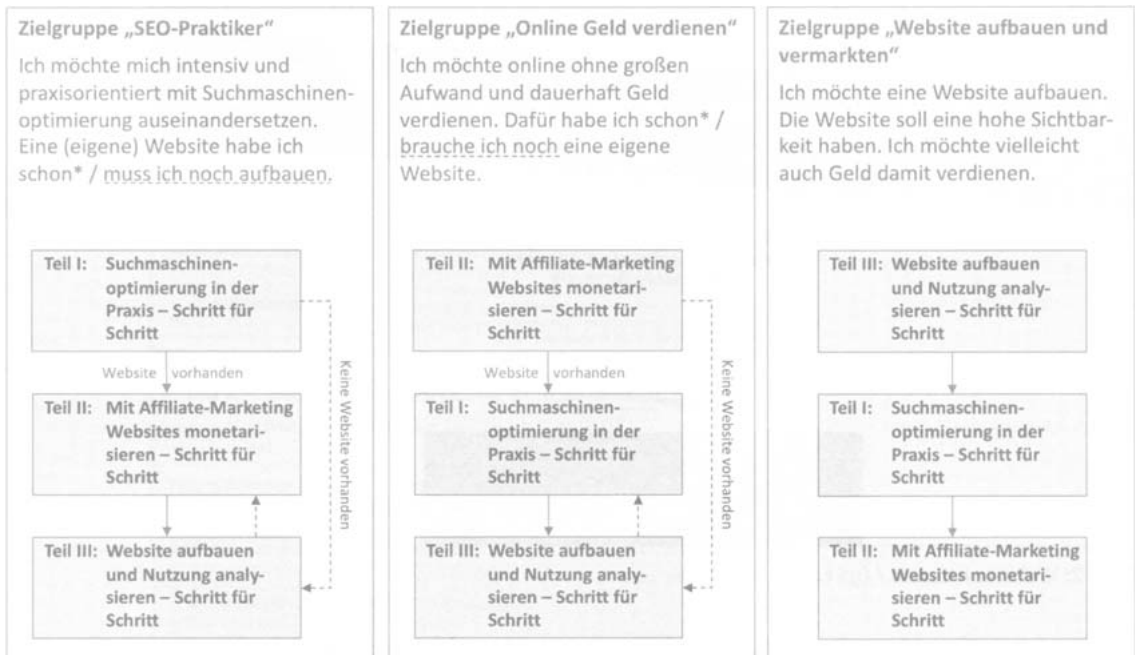 Zielgruppe „SEO-Praktiker“
Ich möchte mich intensiv und
praxisorientiert mit Suchmaschinen-
optimierung auseinandersetzen.
Eine (eigene) Website habe ich
schon* / muss ich noch aufbauen.
Teil I: Suchmaschinen-
optimierung in der
Praxis – Schritt für
Schritt
Website vorhanden
Teil II: Mit Affiliate-Marketing
Websites monetari-
sieren – Schritt für
Schritt
Teil III: Website aufbauen
und Nutzung analy-
sieren – Schritt für
Schritt
Keine Website vorhanden
Zielgruppe „Online Geld verdienen“
Ich möchte online ohne großen
Aufwand und dauerhaft Geld
verdienen. Dafür habe ich schon* /
brauche ich noch eine eigene
Website.
Teil II: Mit Affiliate-Marketing
Websites monetari-
sieren – Schritt für
Schritt
Website vorhanden
Teil I: Suchmaschinen-
optimierung in der
Praxis – Schritt für
Schritt
Teil III: Website aufbauen
und Nutzung analy-
sieren – Schritt für
Schritt
Keine Website vorhanden
Zielgruppe „Website aufbauen und
vermarkten“
Ich möchte eine Website aufbauen.
Die Website soll eine hohe Sichtbar-
keit haben. Ich möchte vielleicht
auch Geld damit verdienen.
Teil III: Website aufbauen
und Nutzung analy-
sieren – Schritt für
Schritt
Teil I: Suchmaschinen-
optimierung in der
Praxis – Schritt für
Schritt
Teil II: Mit Affiliate-Marketing
Websites monetari-
sieren – Schritt für
Schritt